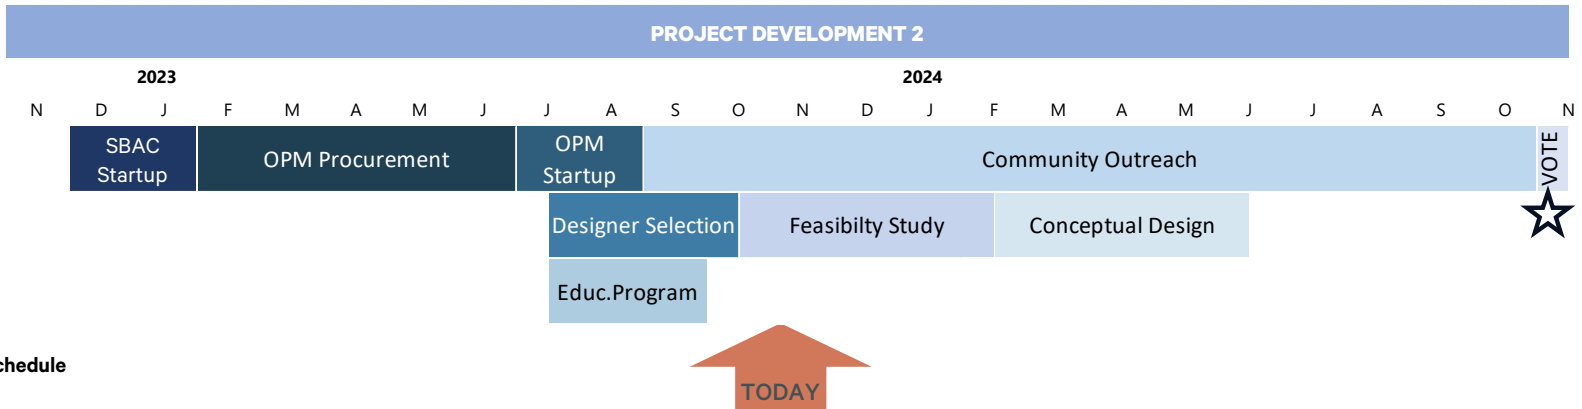 PROJECT DEVELOPMENT 2
2023 2024
N D J F M A M J J A S O N D J F M A M J J A S O N
SBAC
Startup
OPM Procurement
OPM
Startup
Community Outreach
VOTE
Designer Selection
Feasibilty Study
Conceptual Design
Educ.Program
chedule
TODAY